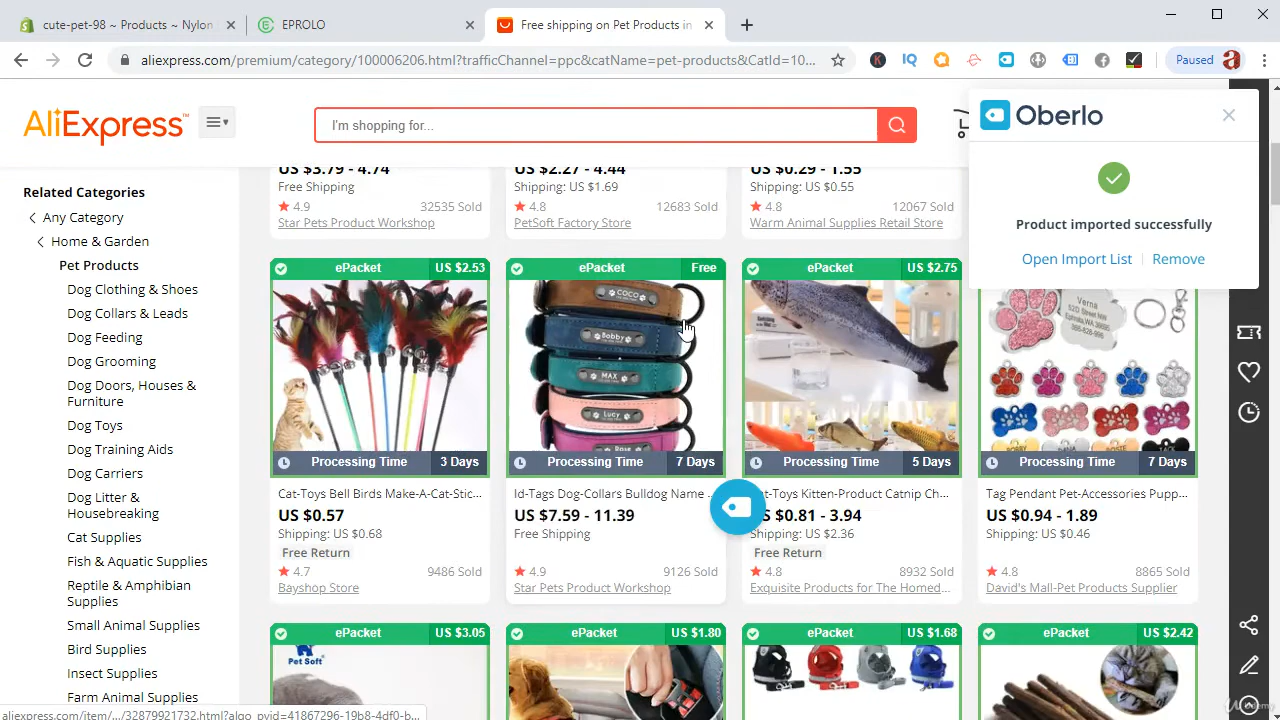 cute-pet-98 ~ Products ~ Nylon
EPROLO
Free shipping on Pet Products in
aliexpress.com/premium/category/100006206.html?trafficChannel=ppc&catName=pet-products&CatId=10...
Paused
AliExpress™
I'm shopping for...
Oberlo
Product imported successfully
Open Import List
Remove
Related Categories
Any Category
Home & Garden
Pet Products
Dog Clothing & Shoes
Dog Collars & Leads
Dog Feeding
Dog Grooming
Dog Doors, Houses &
Furniture
Dog Toys
Dog Training Aids
Dog Carriers
Dog Litter &
Housebreaking
Cat Supplies
Fish & Aquatic Supplies
Reptile & Amphibian
Supplies
Small Animal Supplies
Bird Supplies
Insect Supplies
Farm Animal Supplies
US $3.79 - 4.74
Free Shipping
4.9 32535 Sold
Star Pets Product Workshop
US $2.27 - 4.44
Shipping: US $1.69
4.8 12683 Sold
PetSoft Factory Store
US $0.29 - 1.55
Shipping: US $0.55
4.8 12067 Sold
Warm Animal Supplies Retail Store
ePacket US $2.53
Processing Time 3 Days
Cat-Toys Bell Birds Make-A-Cat-Stic...
US $0.57
Shipping: US $0.68
Free Return
4.7 9486 Sold
Bayshop Store
ePacket Free
COCO
Bobby
MAX
Lucy
Processing Time 7 Days
Id-Tags Dog-Collars Bulldog Name
US $7.59 - 11.39
Free Shipping
4.9 9126 Sold
Star Pets Product Workshop
ePacket US $2.75
Processing Time 5 Days
Kitten-Product Catnip Ch...
US $0.81 - 3.94
Shipping: US $2.36
Free Return
4.8 8932 Sold
Exquisite Products for The Homed...
Verna
Processing Time 7 Days
Tag Pendant Pet-Accessories Pupp...
US $0.94 - 1.89
Shipping: US $0.46
4.8 8865 Sold
David's Mall-Pet Products Supplier
ePacket US $3.05
Pet Soft
ePacket US $1.80
ePacket US $1.68
ePacket US $2.42
aliexpress.com/item/.../32879921732.html?algo_pvid=41867296-19b8-4df0-b...
Udemy